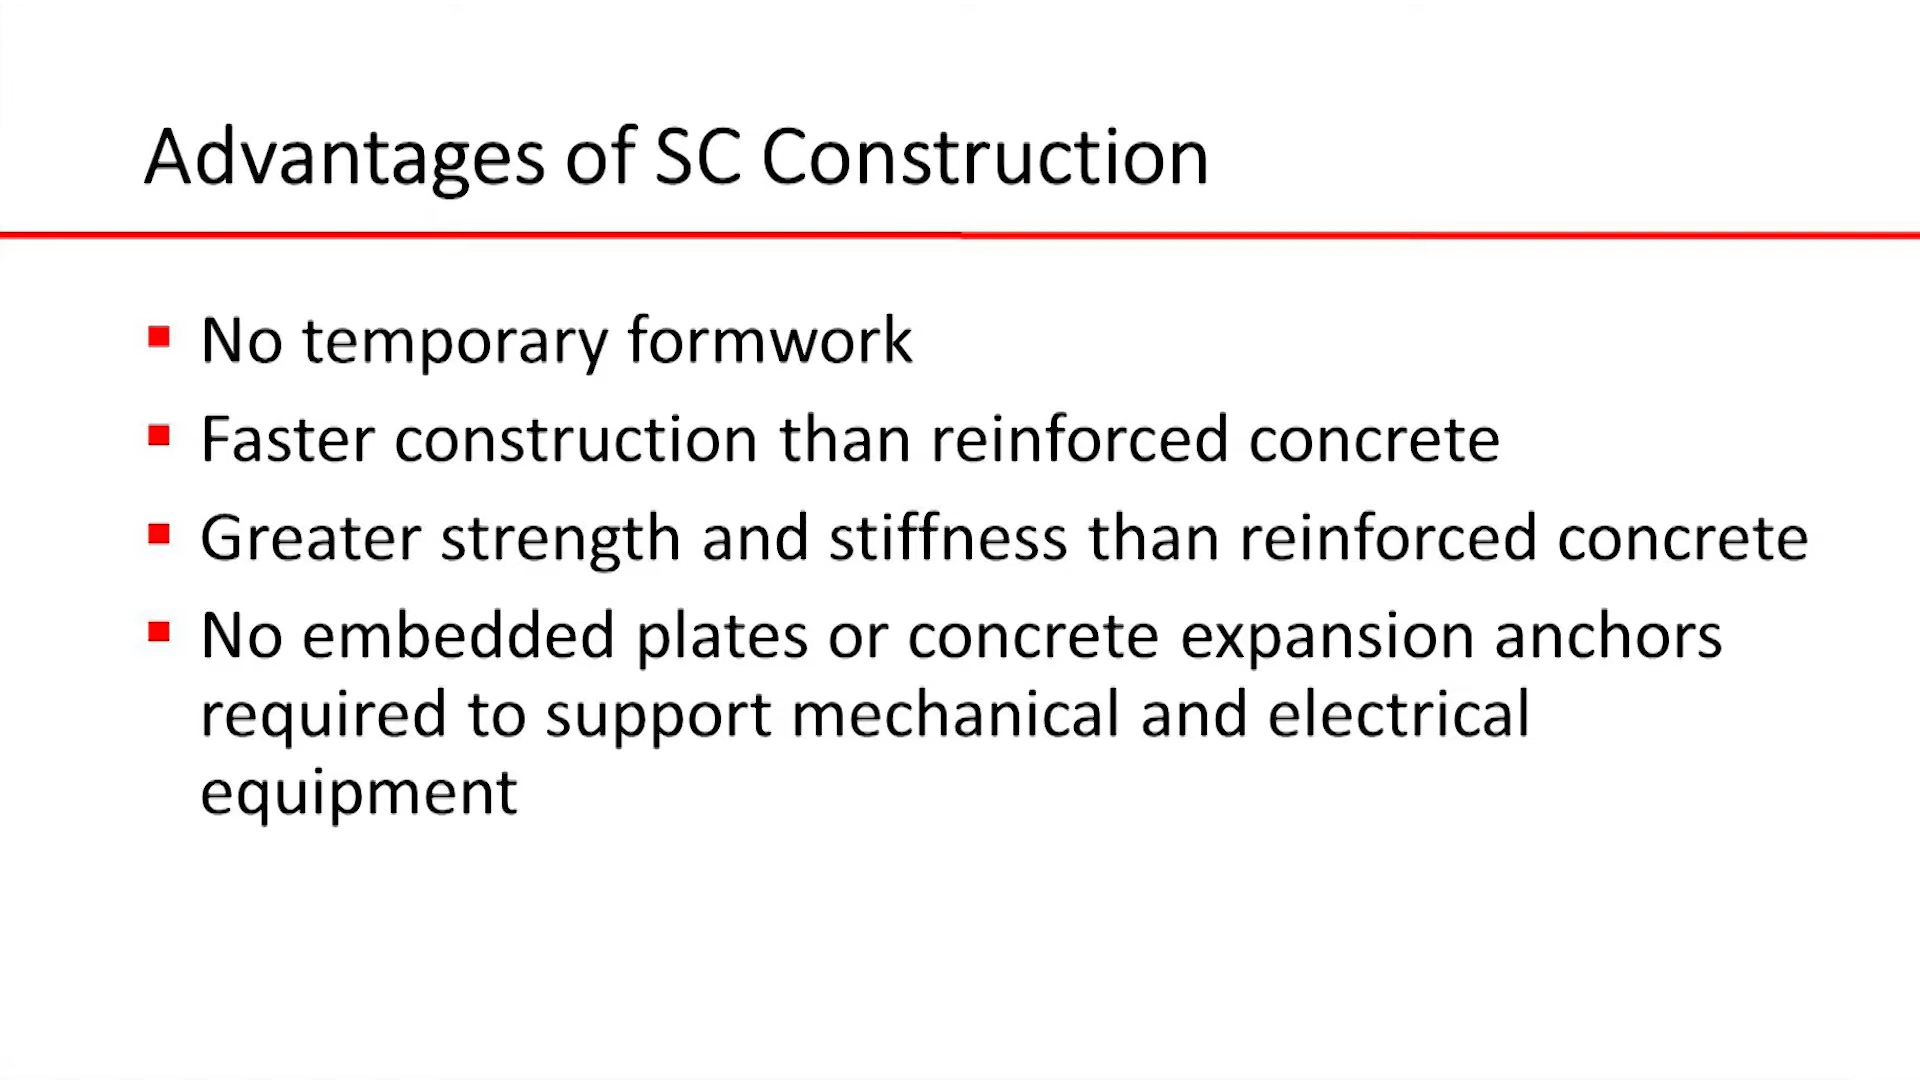 Advantages of SC Construction
No temporary formwork
Faster construction than reinforced concrete
Greater strength and stiffness than reinforced concrete
No embedded plates or concrete expansion anchors
required to support mechanical and electrical
equipment